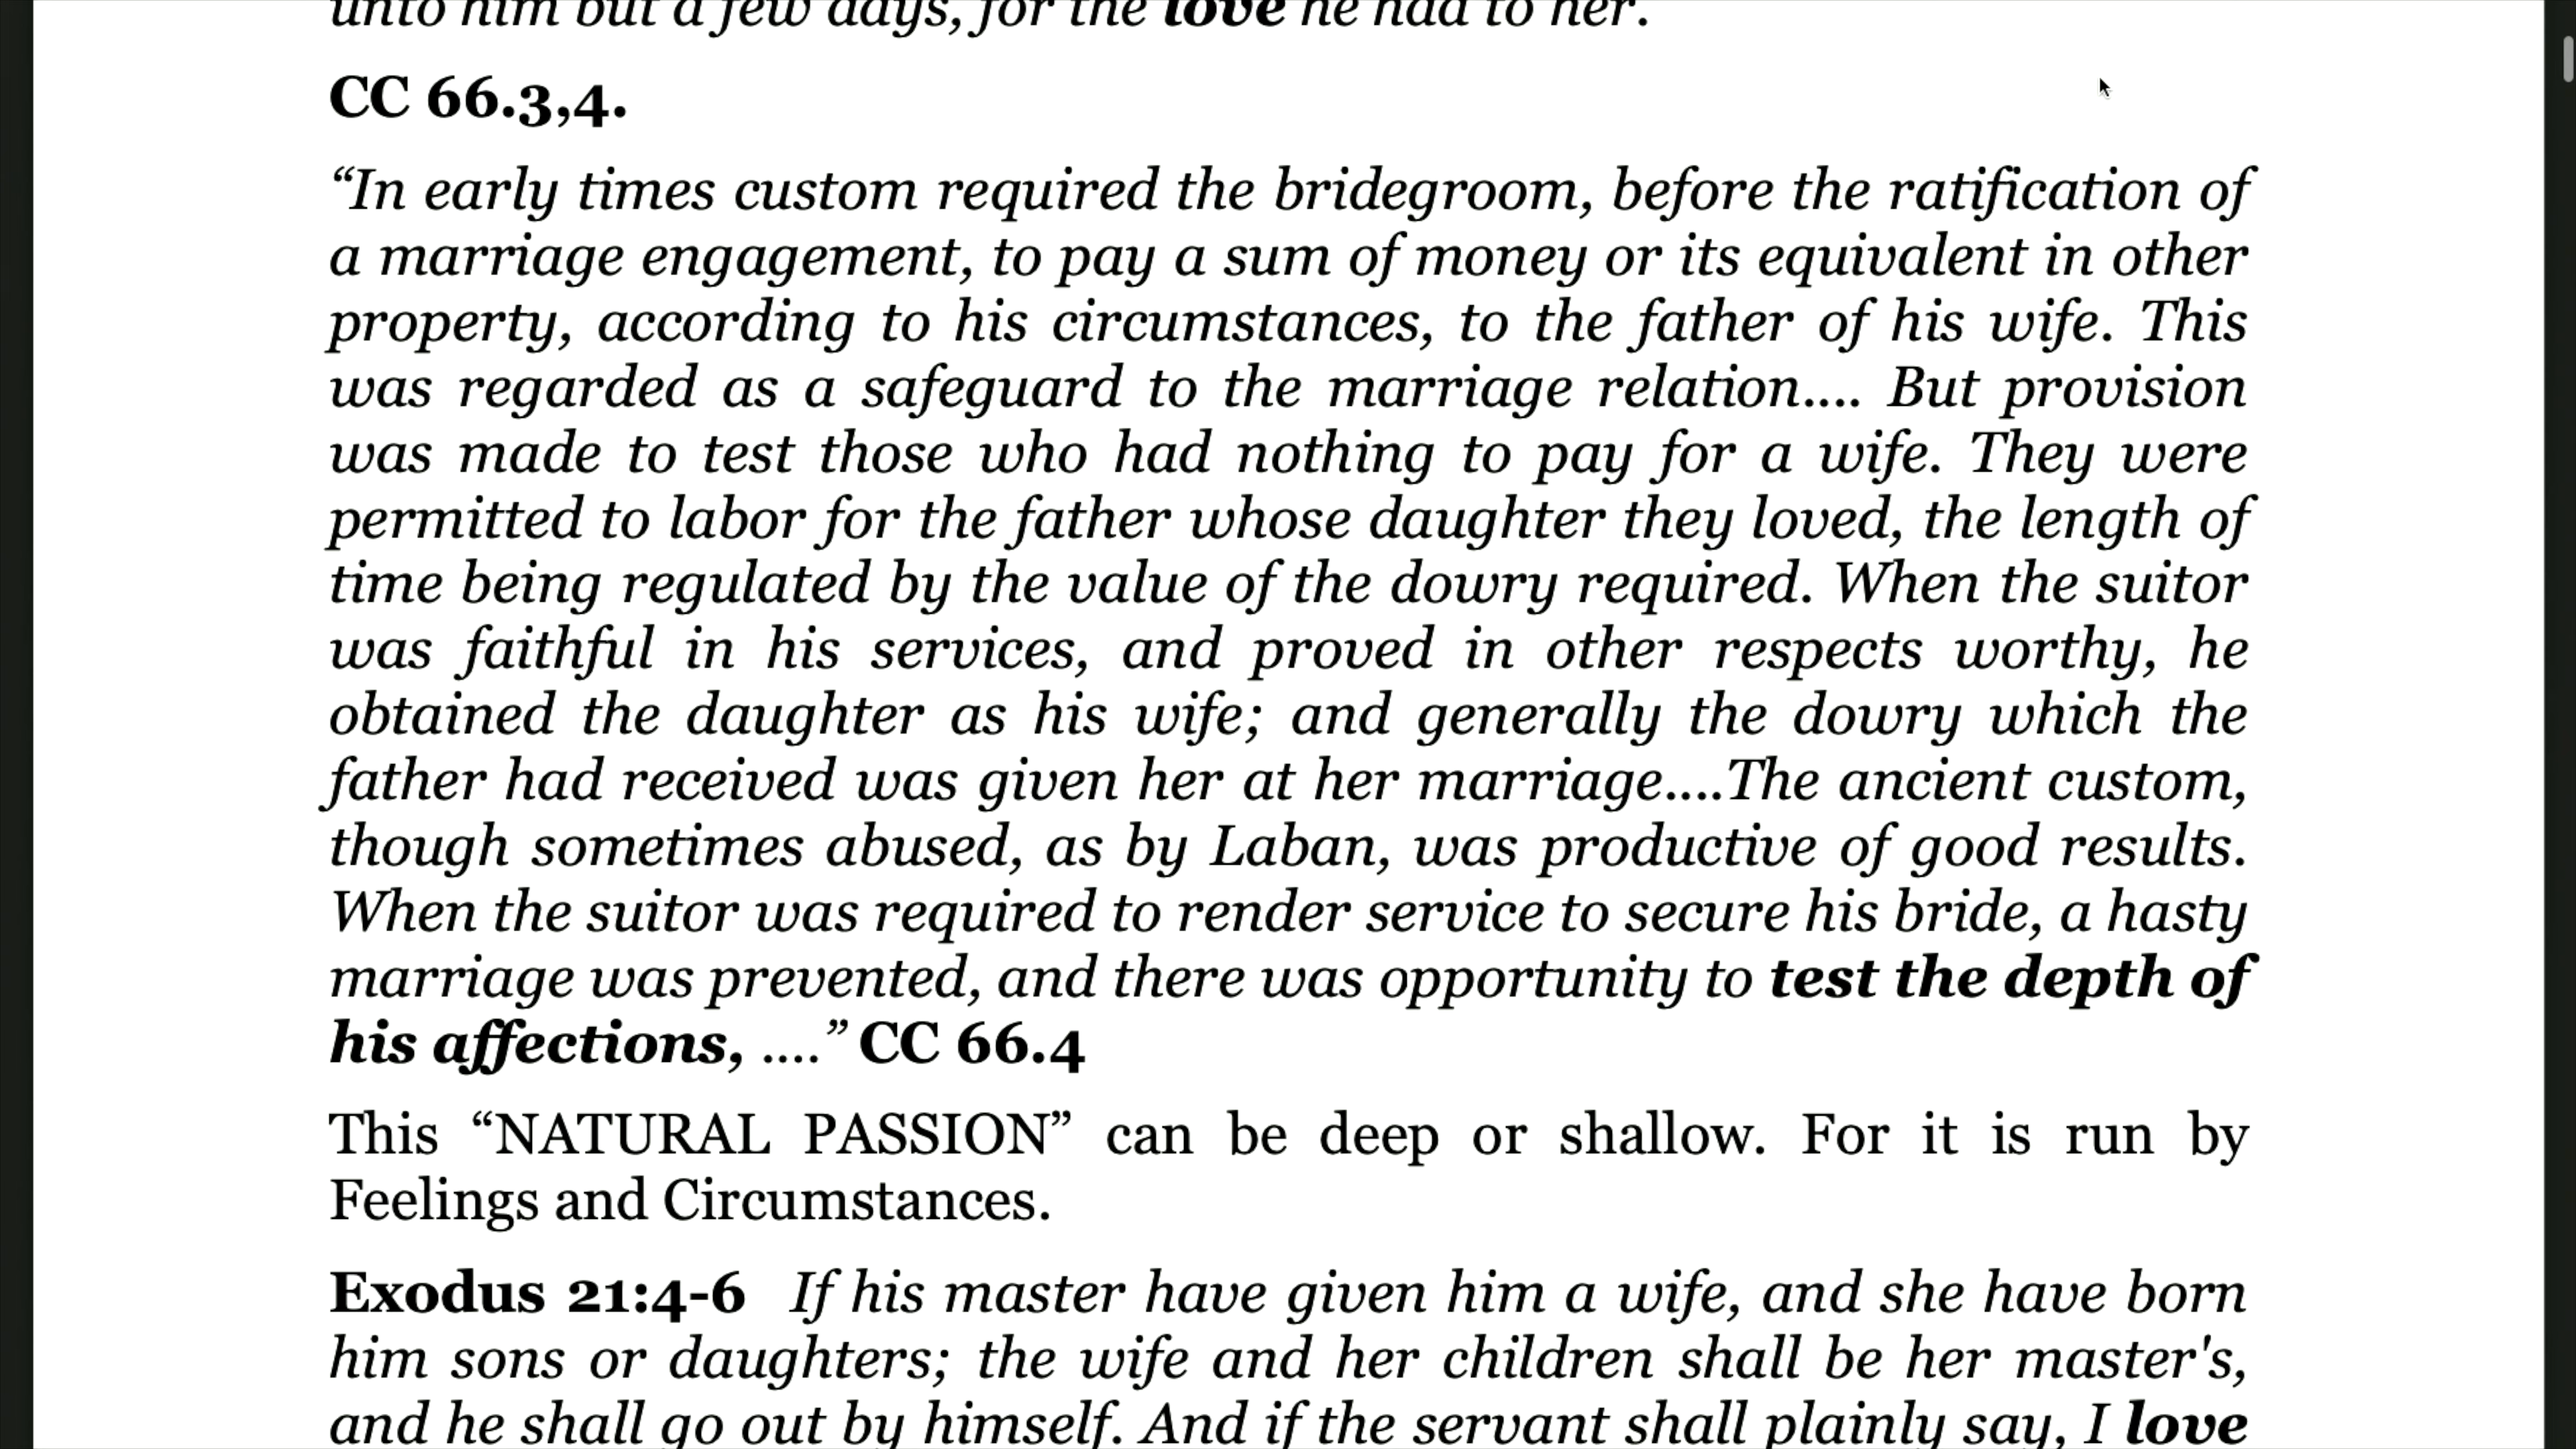 unto him but a few days, for the love he had to her.
CC 66.3,4.
“In early times custom required the bridegroom, before the ratification of
a marriage engagement, to pay a sum of money or its equivalent in other
property, according to his circumstances, to the father of his wife. This
was regarded as a safeguard to the marriage relation.... But provision
was made to test those who had nothing to pay for a wife. They were
permitted to labor for the father whose daughter they loved, the length of
time being regulated by the value of the dowry required. When the suitor
was faithful in his services, and proved in other respects worthy, he
obtained the daughter as his wife; and generally the dowry which the
father had received was given her at her marriage....The ancient custom,
though sometimes abused, as by Laban, was productive of good results.
When the suitor was required to render service to secure his bride, a hasty
marriage was prevented, and there was opportunity to test the depth of
his affections, ....” CC 66.4
This “NATURAL PASSION” can be deep or shallow. For it is run by
Feelings and Circumstances.
Exodus 21:4-6 If his master have given him a wife, and she have born
him sons or daughters; the wife and her children shall be her master's,
and he shall go out by himself. And if the servant shall plainly say, I love